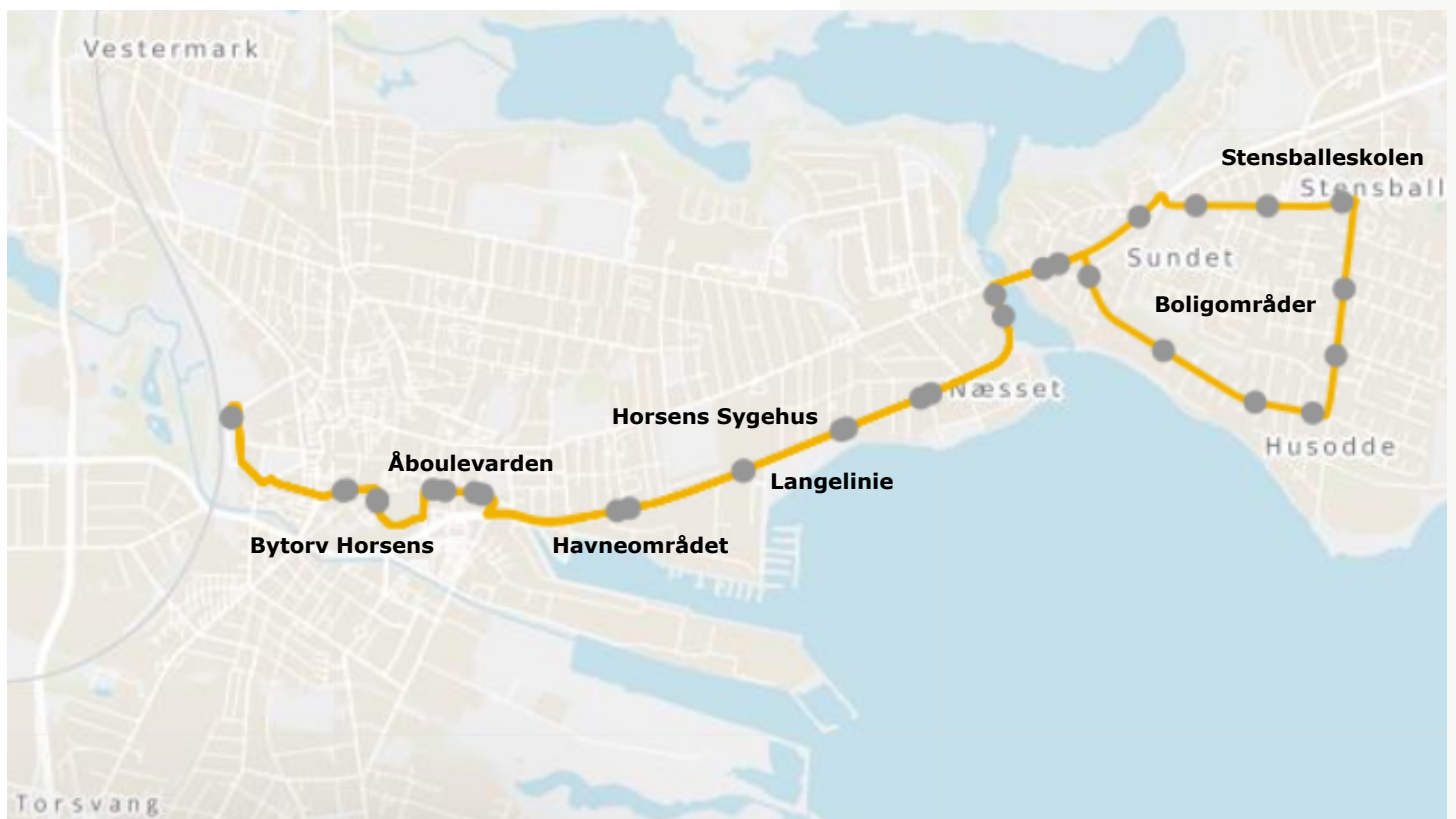 Vestermark
Stensballeskolen
Stensball
Sundet
Boligområder
Næsset
Horsens Sygehus
Husodde
Åboulevarden
Langelinie
Bytorv Horsens
Havneområdet
Torsvang